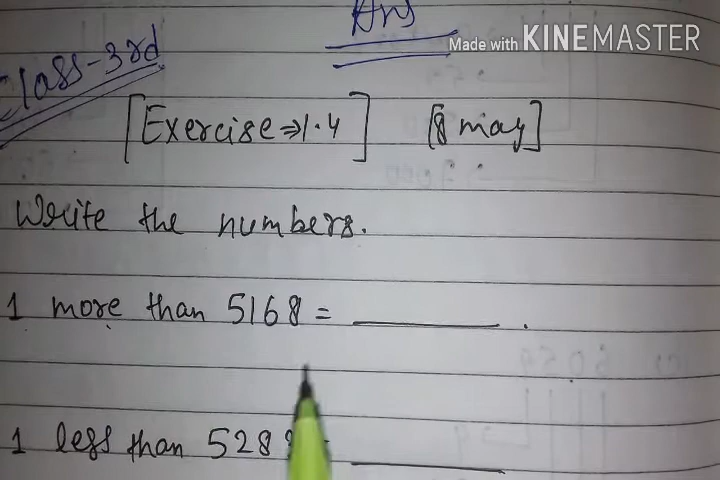 Ans
Made with KINEMASTER
Class-3rd
[Exercise⇒1.4] [8 may]
Write the numbers.
1 more than 5168 = ______ .
1 less than 528